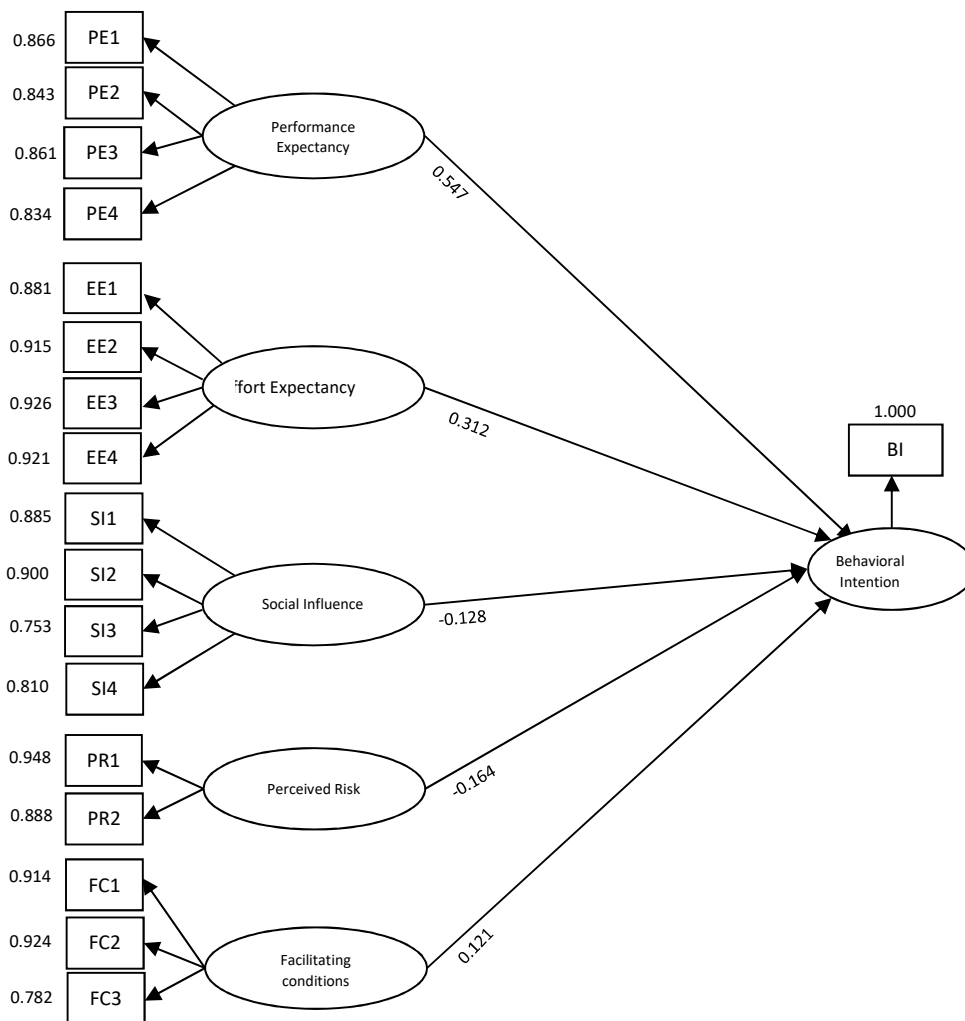 0.866
PE1
0.843
PE2
0.861
PE3
0.834
PE4
Performance
Expectancy
0.547
0.881
EE1
0.915
EE2
0.926
EE3
0.921
EE4
ffort Expectancy
0.312
1.000
BI
Behavioral
Intention
0.885
SI1
0.900
SI2
0.753
SI3
0.810
SI4
Social Influence
-0.128
0.948
PR1
0.888
PR2
Perceived Risk
-0.164
0.914
FC1
0.924
FC2
0.782
FC3
Facilitating
conditions
0.121